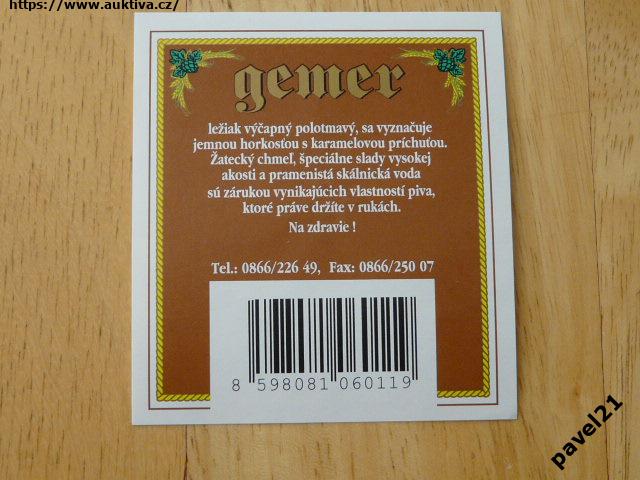 https://www.auktiva.cz/
gemer
ležiak výčapný polotmavý, sa vyznačuje
jemnou horkosťou s karamelovou príchuťou.
Žatecký chmeľ, špeciálne slady vysokej
akosti a pramenistá skálnická voda
sú zárukou vynikajúcich vlastností piva,
ktoré práve držíte v rukách.
Na zdravie !
Tel.: 0866/226 49, Fax: 0866/250 07
8 598081 060119
pavel21